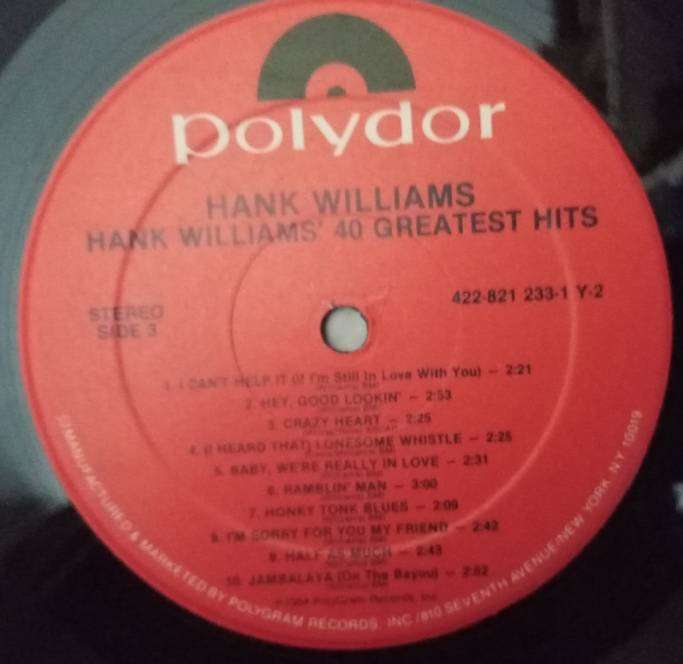 polydor
HANK WILLIAMS
HANK WILLIAMS' 40 GREATEST HITS
STEREO
SIDE 3
422-821 233-1 Y-2
1. I CAN'T HELP IT (If I'm Still In Love With You) – 2:21
2. HEY, GOOD LOOKIN' – 2:53
3. CRAZY HEART – 2:25
4. (I HEARD THAT) LONESOME WHISTLE – 2:25
5. BABY, WE'RE REALLY IN LOVE – 2:31
6. RAMBLIN' MAN – 3:00
7. HONKY TONK BLUES – 2:09
8. I'M SORRY FOR YOU MY FRIEND – 2:42
9. HALF AS MUCH – 2:43
10. JAMBALAYA (On The Bayou) – 2:52
1984 PolyGram Records, Inc.
MANUFACTURED & MARKETED BY POLYGRAM RECORDS, INC./810 SEVENTH AVENUE/NEW YORK, NY 10019